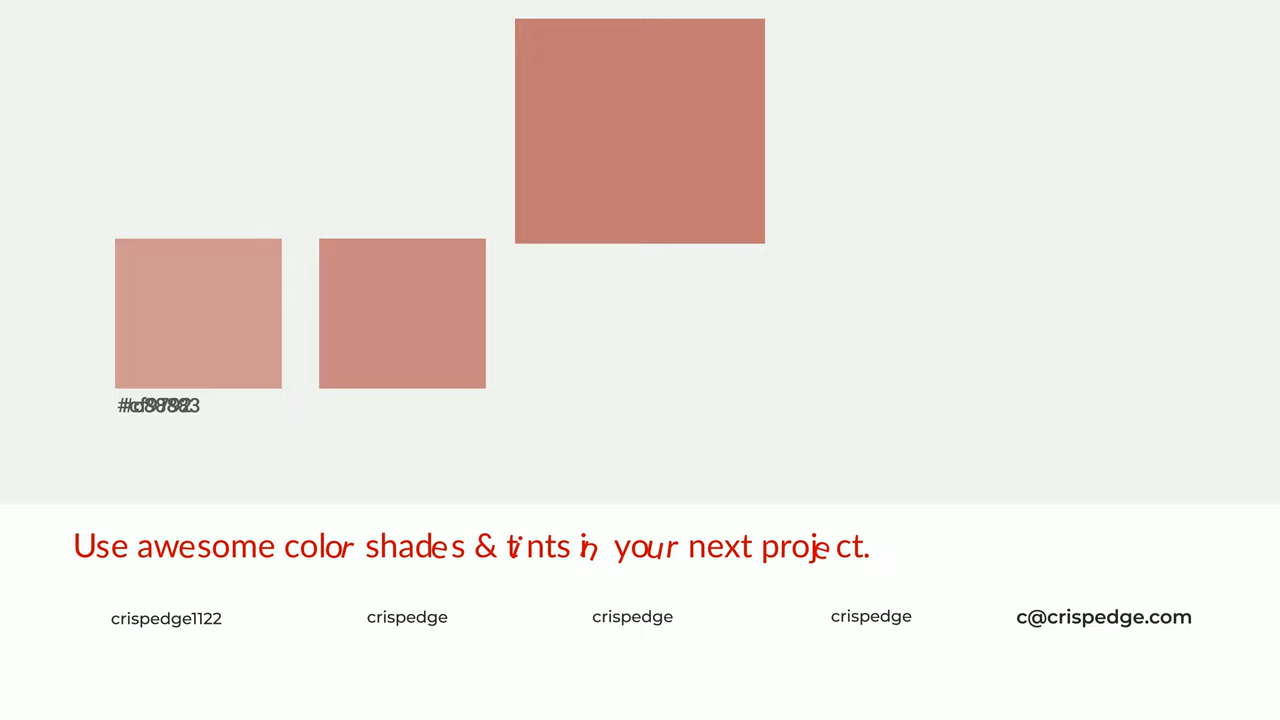 Use awesome color shades & tints in your next project.
crispedge1122 crispedge crispedge crispedge c@crispedge.com